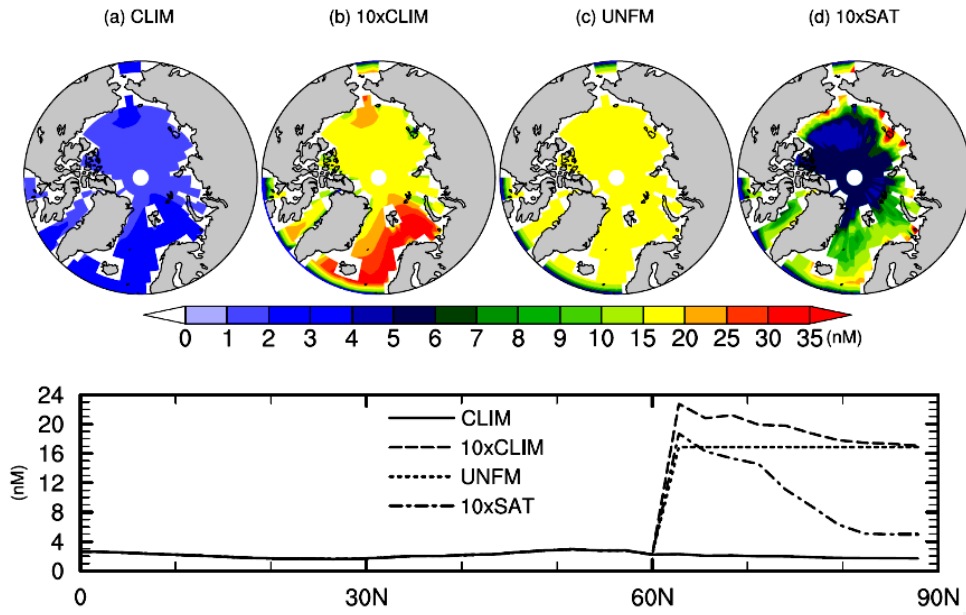 (a) CLIM (b) 10xCLIM (c) UNFM (d) 10xSAT
0 1 2 3 4 5 6 7 8 9 10 15 20 25 30 35 (nM)
24
20
16
12
8
4
0
(nM)
CLIM
10xCLIM
UNFM
10xSAT
0 30N 60N 90N